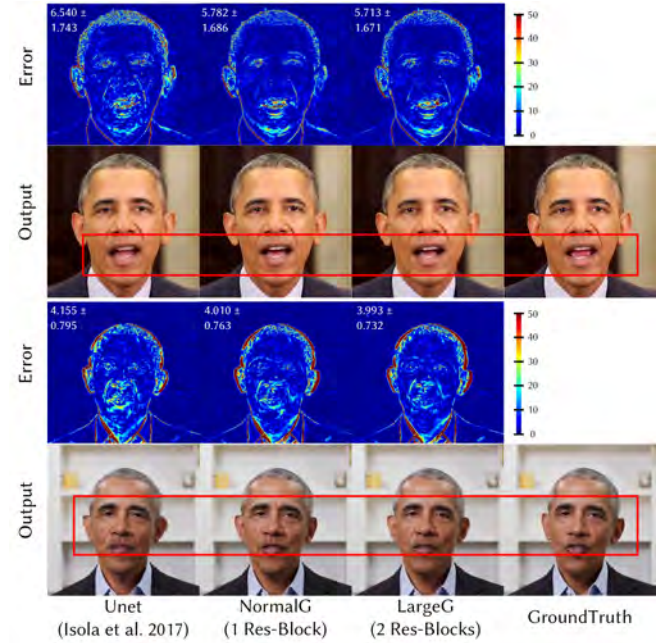 6.540 ± 5.782 ± 5.713 ±
1.743 1.686 1.671
50
40
30
20
10
0
Error
Output
4.155 ± 4.010 ± 3.993 ±
0.795 0.763 0.732
50
40
30
20
10
0
Error
Output
Unet NormalG LargeG GroundTruth
(Isola et al. 2017) (1 Res-Block) (2 Res-Blocks)